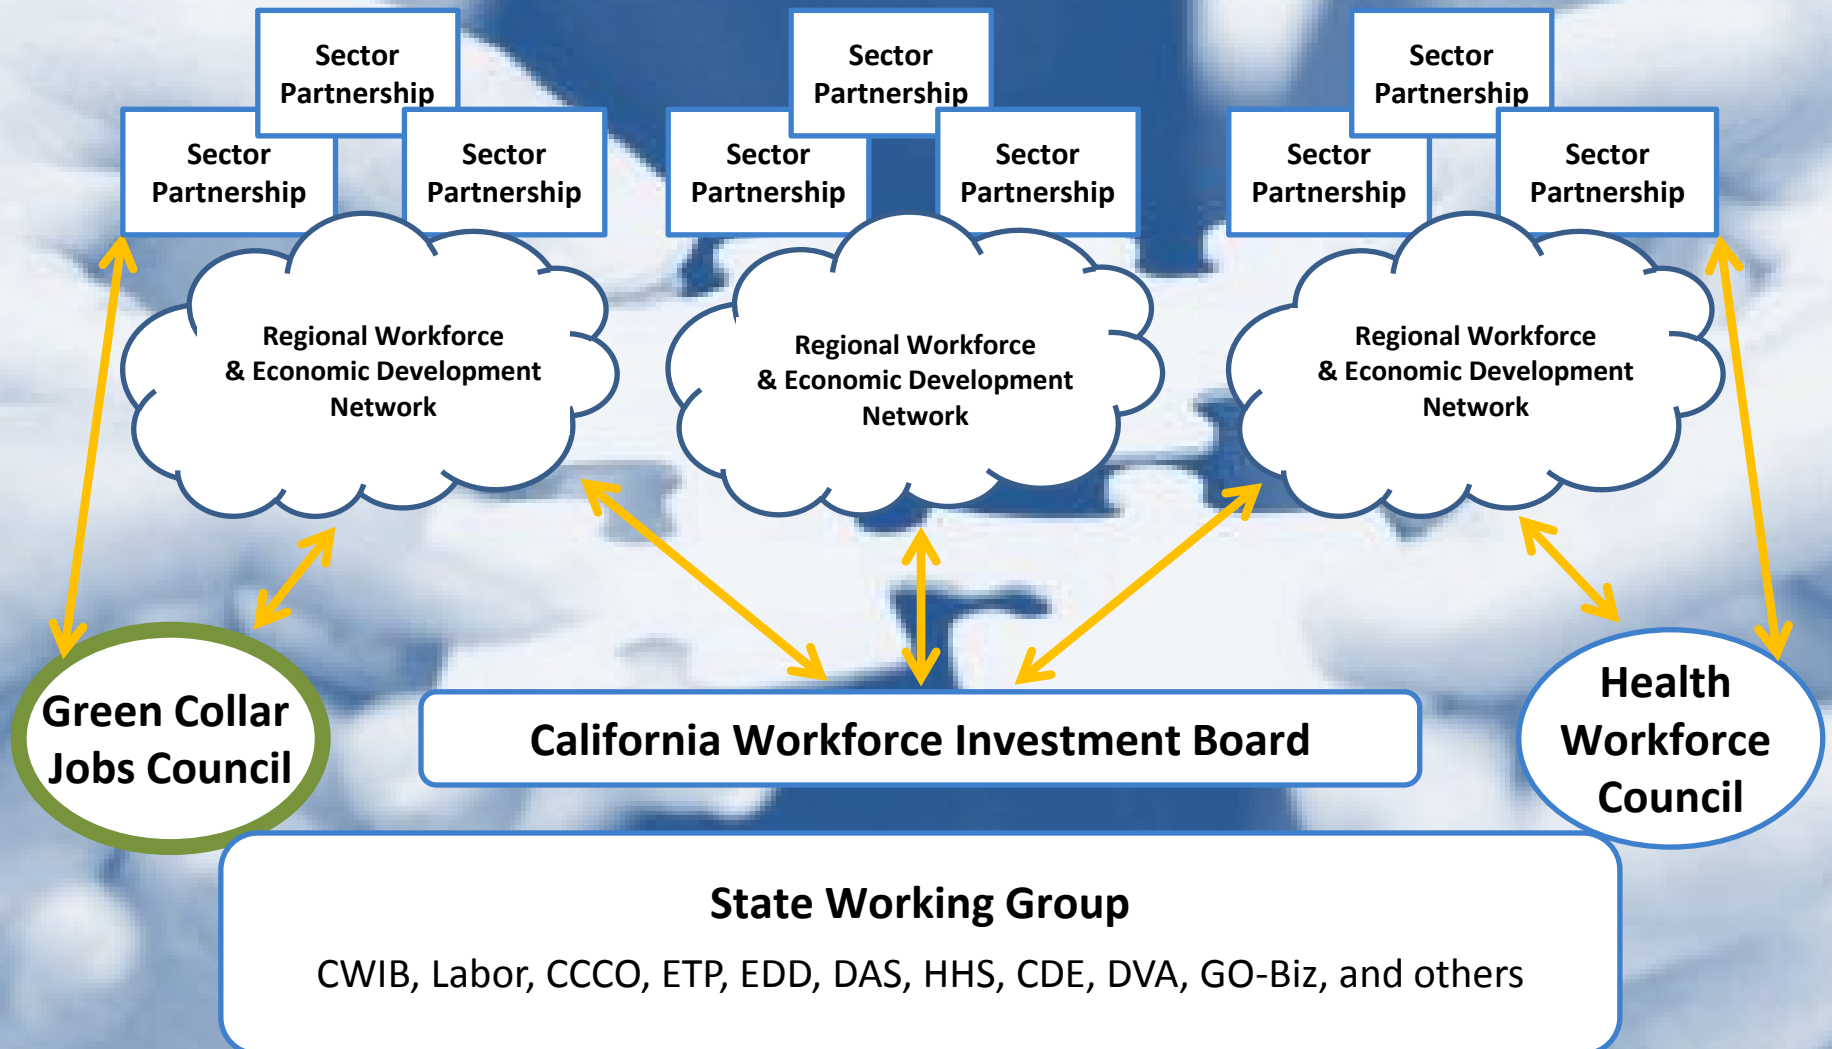 Sector
Partnership
Sector
Partnership
Sector
Partnership
Sector
Partnership
Sector
Partnership
Sector
Partnership
Sector
Partnership
Sector
Partnership
Sector
Partnership
Regional Workforce
& Economic Development
Network
Regional Workforce
& Economic Development
Network
Regional Workforce
& Economic Development
Network
Green Collar
Jobs Council
California Workforce Investment Board
Health
Workforce
Council
State Working Group
CWIB, Labor, CCCO, ETP, EDD, DAS, HHS, CDE, DVA, GO-Biz, and others